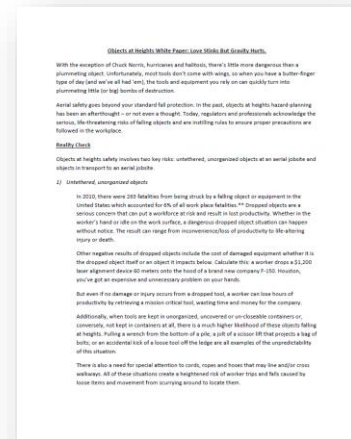 Objects at Heights White Paper: Love Stinks But Gravity Hurts.
With the exception of Chuck Norris, hurricanes and halitosis, there's little more dangerous than a
plummeting object. Unfortunately, most tools don't come with wings, so when you have a butter-finger
type of day (and we've all had 'em), the tools and equipment you rely on can quickly turn into
plummeting little (or big) bombs of destruction.
Aerial safety goes beyond your standard fall protection. In the past, objects at heights hazard-planning
has been an afterthought – or not even a thought. Today, regulators and professionals acknowledge the
serious, life-threatening risks of falling objects and are instilling rules to ensure proper precautions are
followed in the workplace.
Reality Check
Objects at heights safety involves two key risks: untethered, unorganized objects at an aerial jobsite and
objects in transport to an aerial jobsite.
1) Untethered, unorganized objects
In 2010, there were 263 fatalities from being struck by a falling object or equipment in the
United States which accounted for 6% of all work place fatalities.** Dropped objects are a
serious concern that can put a workforce at risk and result in lost productivity. Whether in the
worker's hand or idle on the work surface, a dangerous dropped object situation can happen
without notice. The result can range from inconvenience/loss of productivity to life-altering
injury or death.
Other negative results of dropped objects include the cost of damaged equipment whether it is
the dropped object itself or an object it impacts below. Calculate this: a worker drops a $1,200
laser alignment device 60 meters onto the hood of a brand new company F-150. Houston,
you've got an expensive and unnecessary problem on your hands.
But even if no damage or injury occurs from a dropped tool, a worker can lose hours of
productivity by retrieving a mission critical tool, wasting time and money for the company.
Additionally, when tools are kept in unorganized, uncovered or un-closeable containers or,
conversely, not kept in containers at all, there is a much higher likelihood of these objects falling
at heights. Pulling a wrench from the bottom of a pile; a pilt of a scissor lift that projects a bag of
bolts; or an accidental kick of a loose tool off the ledge are all examples of the unpredictability
of this situation.
There is also a need for special attention to cords, ropes and hoses that may line and/or cross
walkways. All of these situations create a heightened risk of worker trips and falls caused by
loose items and movement from scurrying around to locate them.